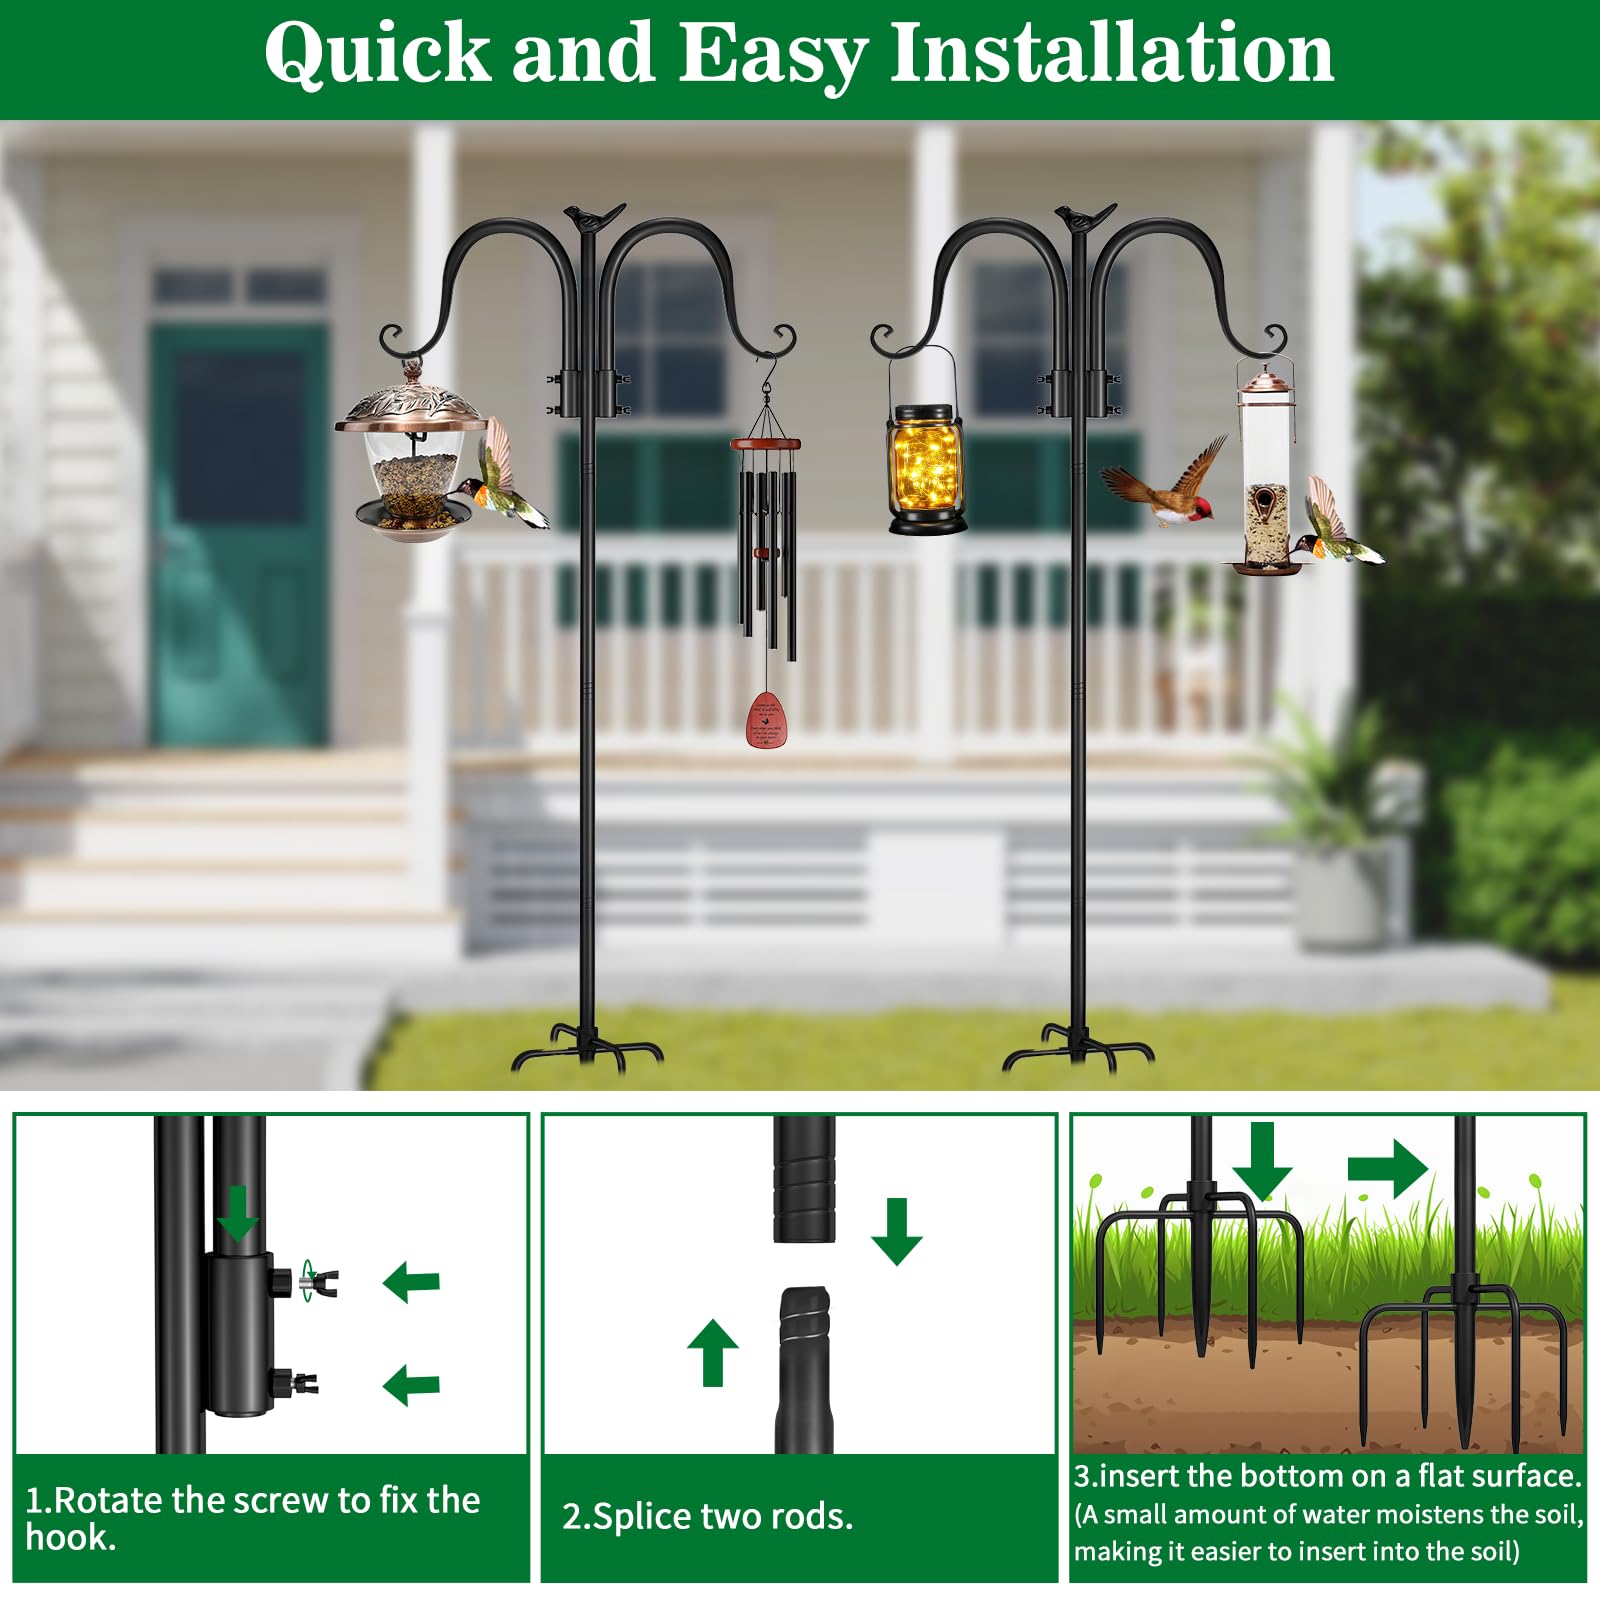 Quick and Easy Installation
1.Rotate the screw to fix the
hook.
2.Splice two rods.
3.insert the bottom on a flat surface.
(A small amount of water moistens the soil,
making it easier to insert into the soil)